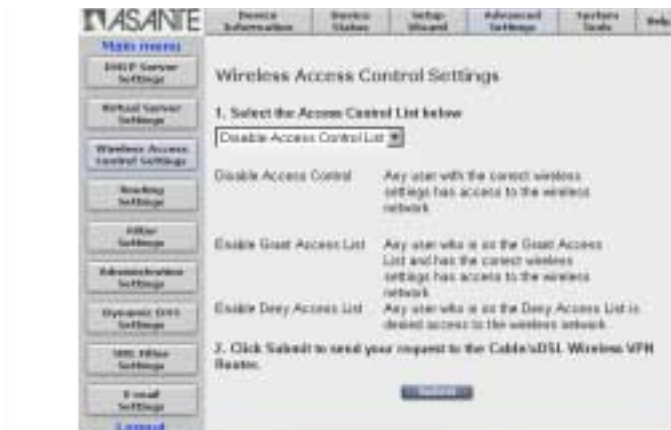 ASANTE
Device Information
Device Status
Setup Wizard
Advanced Settings
System Tools
Help
Main menu
DHCP Server Settings
Virtual Server Settings
Wireless Access Control Settings
Routing Settings
Filter Settings
Administration Settings
Dynamic DNS Settings
URL Filter Settings
E-mail Settings
Logout
Wireless Access Control Settings
1. Select the Access Control List below
Disable Access Control List
Disable Access Control
Any user with the correct wireless
settings has access to the wireless
network
Enable Grant Access List
Any user who is on the Grant Access
List and has the correct wireless
settings has access to the wireless
network
Enable Deny Access List
Any user who is on the Deny Access List is
denied access to the wireless network
2. Click Submit to send your request to the Cable\DSL Wireless VPN
Router.
Submit